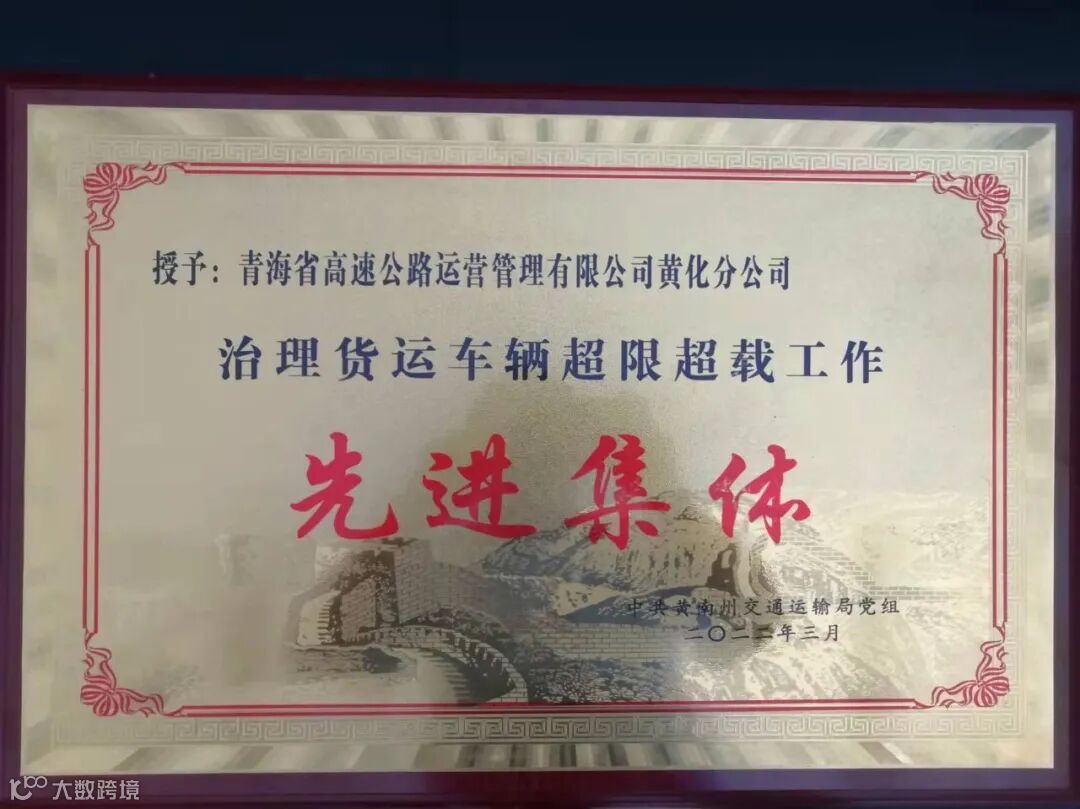 授予：青海省高速公路运营管理有限公司黄化分公司
治理货运车辆超限超载工作
先进集体
中共黄南州交通运输局党组
二〇二二年三月
大数跨境